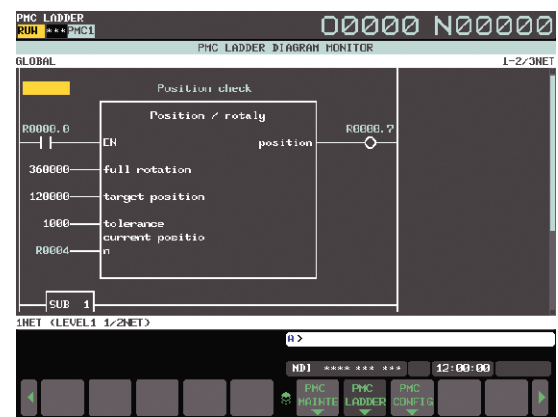 PMC LADDER
RUN *** PMC1
O0000 N00000
PMC LADDER DIAGRAM MONITOR
GLOBAL 1-2/3NET
Position check
Position / rotaly
R0000.0 R0000.7
EN position
360000 full rotation
120000 target position
1000 tolerance
current positio
R0004 n
SUB 1
1NET (LEVEL1 1/2NET)
A>
MDI **** *** *** 12:00:00
PMC PMC PMC
MAINTE LADDER CONFIG